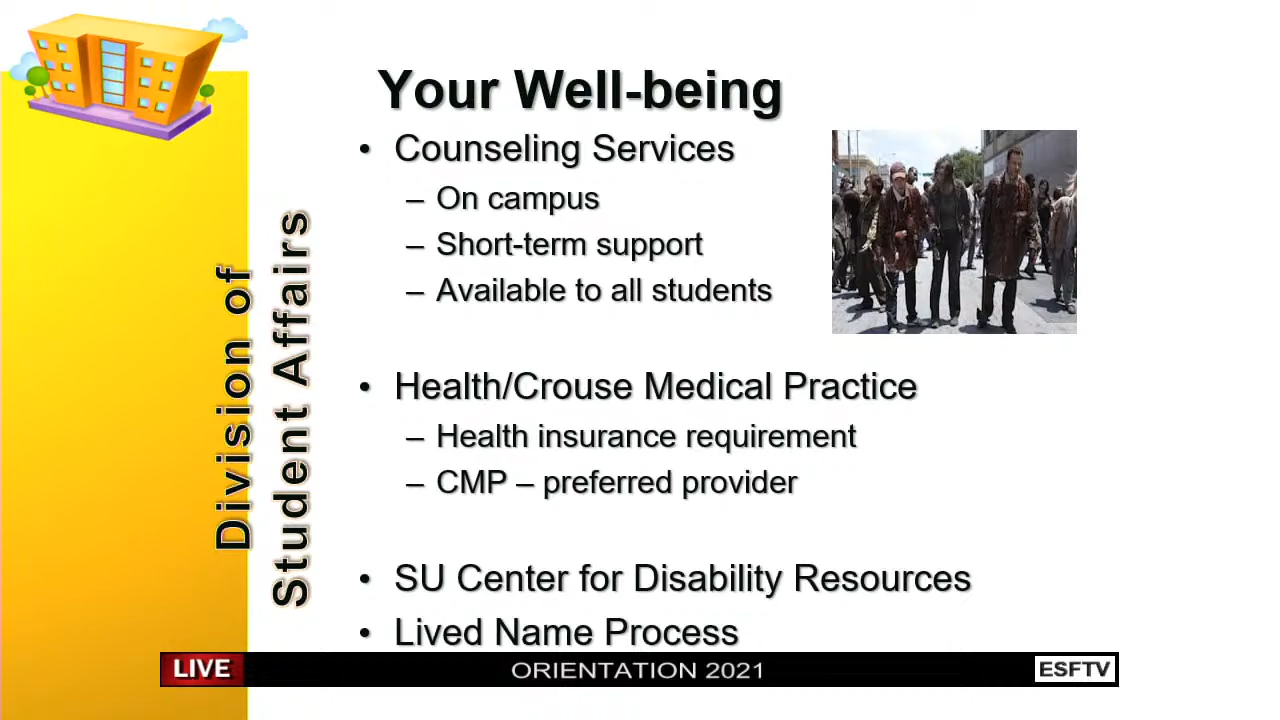 Your Well-being
• Counseling Services
– On campus
– Short-term support
– Available to all students
• Health/Crouse Medical Practice
– Health insurance requirement
– CMP – preferred provider
• SU Center for Disability Resources
• Lived Name Process
Division of
Student Affairs
LIVE
ORIENTATION 2021
ESFTV